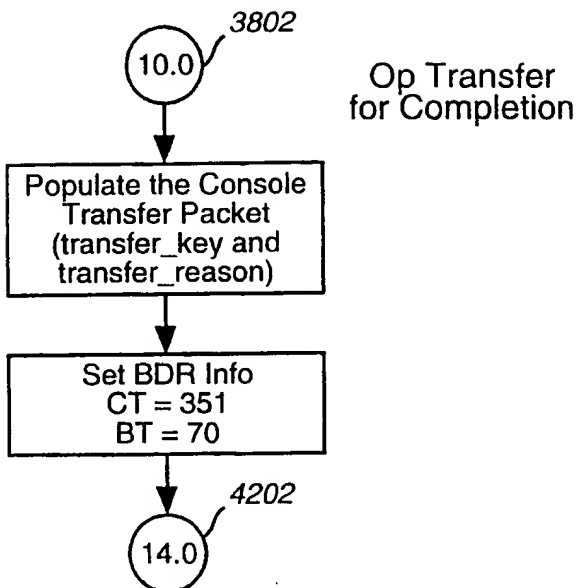 3802
10.0
Op Transfer
for Completion
Populate the Console
Transfer Packet
(transfer_key and
transfer_reason)
Set BDR Info
CT = 351
BT = 70
4202
14.0